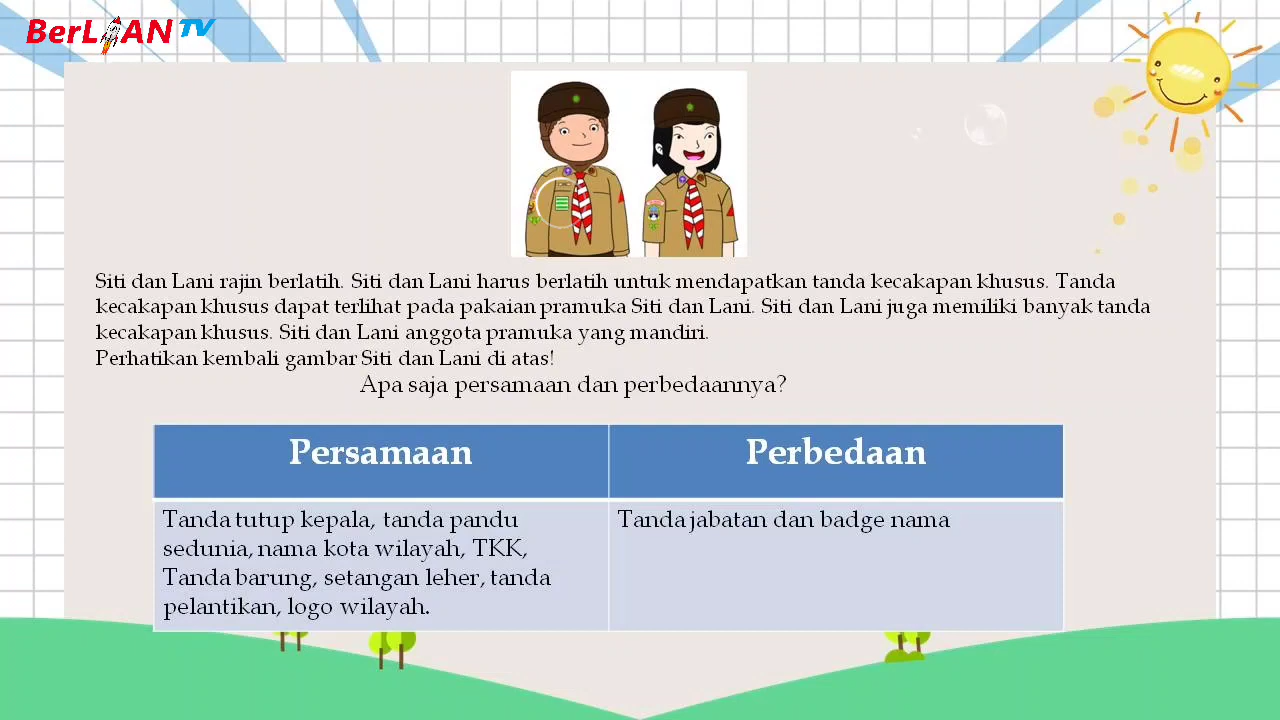 BerLIAN TV
Siti dan Lani rajin berlatih. Siti dan Lani harus berlatih untuk mendapatkan tanda kecakapan khusus. Tanda
kecakapan khusus dapat terlihat pada pakaian pramuka Siti dan Lani. Siti dan Lani juga memiliki banyak tanda
kecakapan khusus. Siti dan Lani anggota pramuka yang mandiri.
Perhatikan kembali gambar Siti dan Lani di atas!
Apa saja persamaan dan perbedaannya?
Persamaan
Perbedaan
Tanda tutup kepala, tanda pandu
sedunia, nama kota wilayah, TKK,
Tanda barung, setangan leher, tanda
pelantikan, logo wilayah.
Tanda jabatan dan badge nama